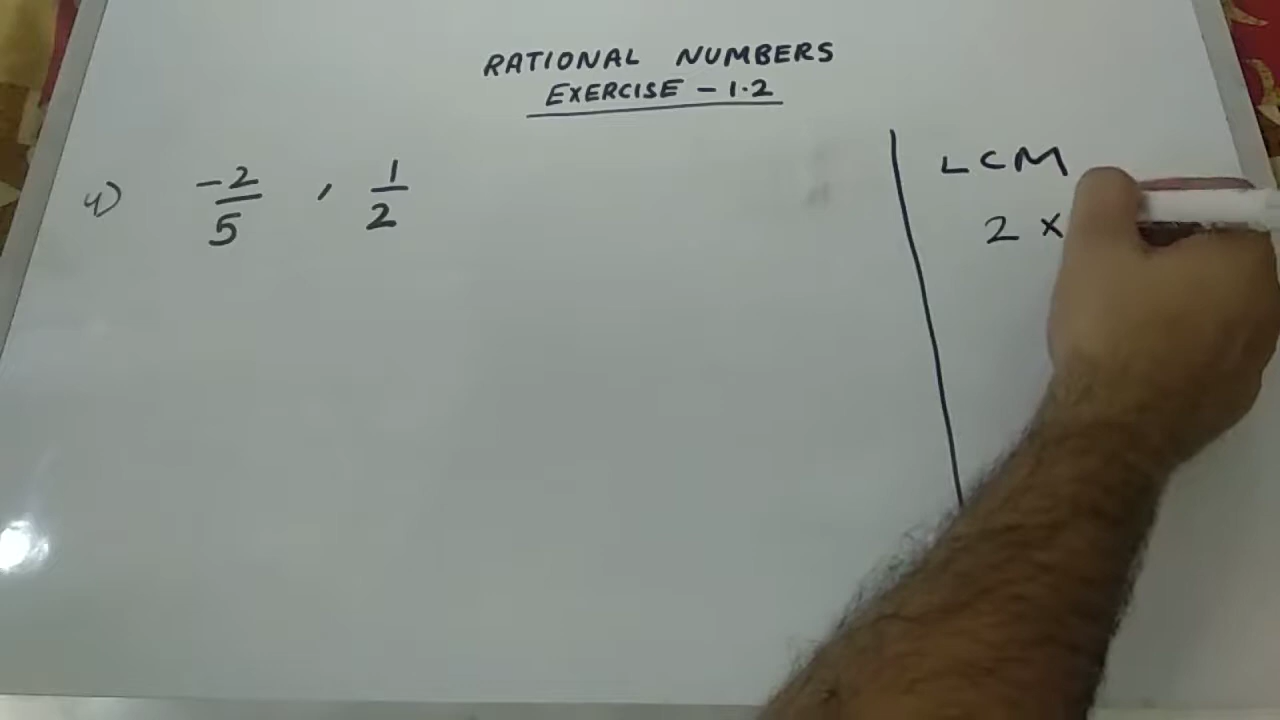 RATIONAL NUMBERS
EXERCISE - 1.2
4) -2/5 , 1/2
LCM
2 ×